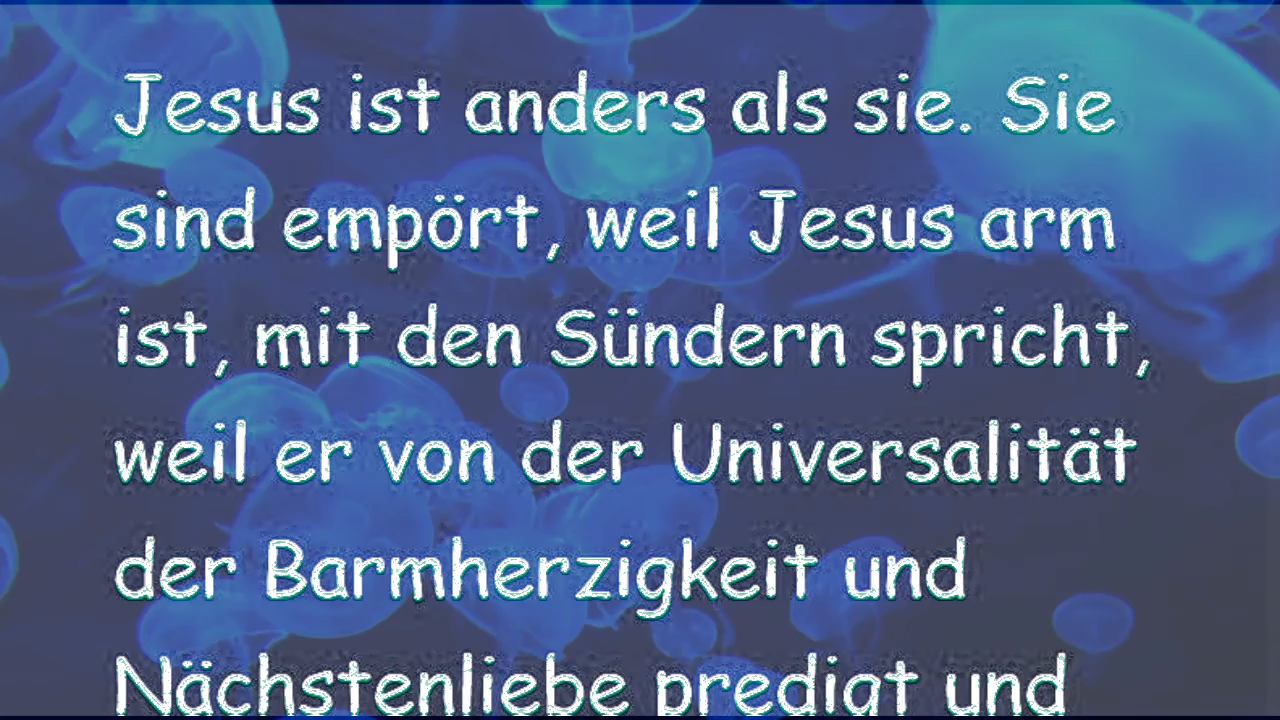 Jesus ist anders als sie. Sie
sind empört, weil Jesus arm
ist, mit den Sündern spricht,
weil er von der Universalität
der Barmherzigkeit und
Nächstenliebe predigt und